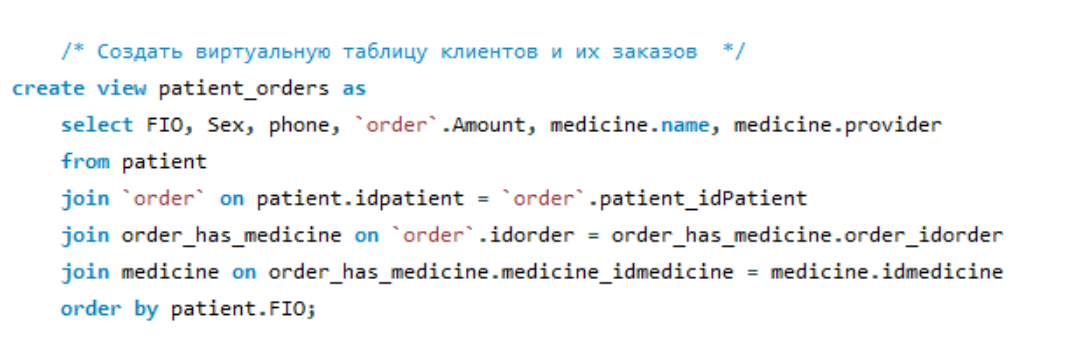 /* Создать виртуальную таблицу клиентов и их заказов  */
create view patient_orders as
select FIO, Sex, phone, `order`.Amount, medicine.name, medicine.provider
from patient
join `order` on patient.idpatient = `order`.patient_idPatient
join order_has_medicine on `order`.idorder = order_has_medicine.order_idorder
join medicine on order_has_medicine.medicine_idmedicine = medicine.idmedicine
order by patient.FIO;